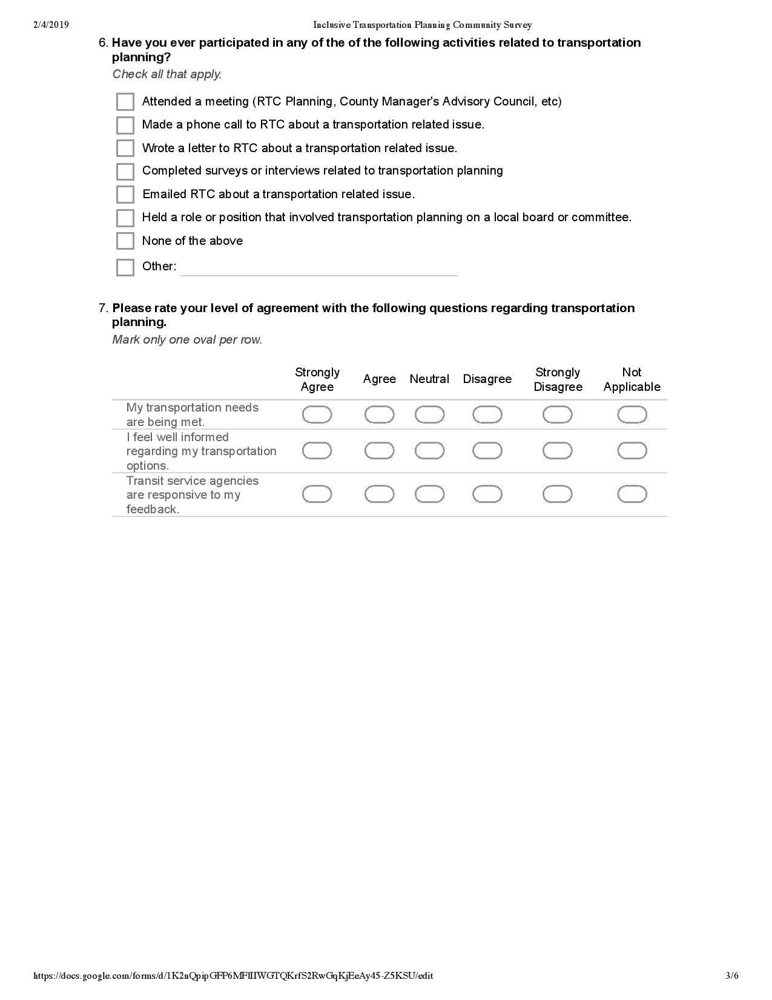 2/4/2019 Inclusive Transportation Planning Community Survey
6. Have you ever participated in any of the of the following activities related to transportation
planning?
Check all that apply.
Attended a meeting (RTC Planning, County Manager's Advisory Council, etc)
Made a phone call to RTC about a transportation related issue.
Wrote a letter to RTC about a transportation related issue.
Completed surveys or interviews related to transportation planning
Emailed RTC about a transportation related issue.
Held a role or position that involved transportation planning on a local board or committee.
None of the above
Other:
7. Please rate your level of agreement with the following questions regarding transportation
planning.
Mark only one oval per row.
Strongly Agree Agree Neutral Disagree Strongly Disagree Not Applicable
My transportation needs
are being met.
I feel well informed
regarding my transportation
options.
Transit service agencies
are responsive to my
feedback.
https://docs.google.com/forms/d/1K2nQpipGFP6MFlIIWGTQKrfS2RwGqKjEeAy45-Z5KSU/edit 3/6